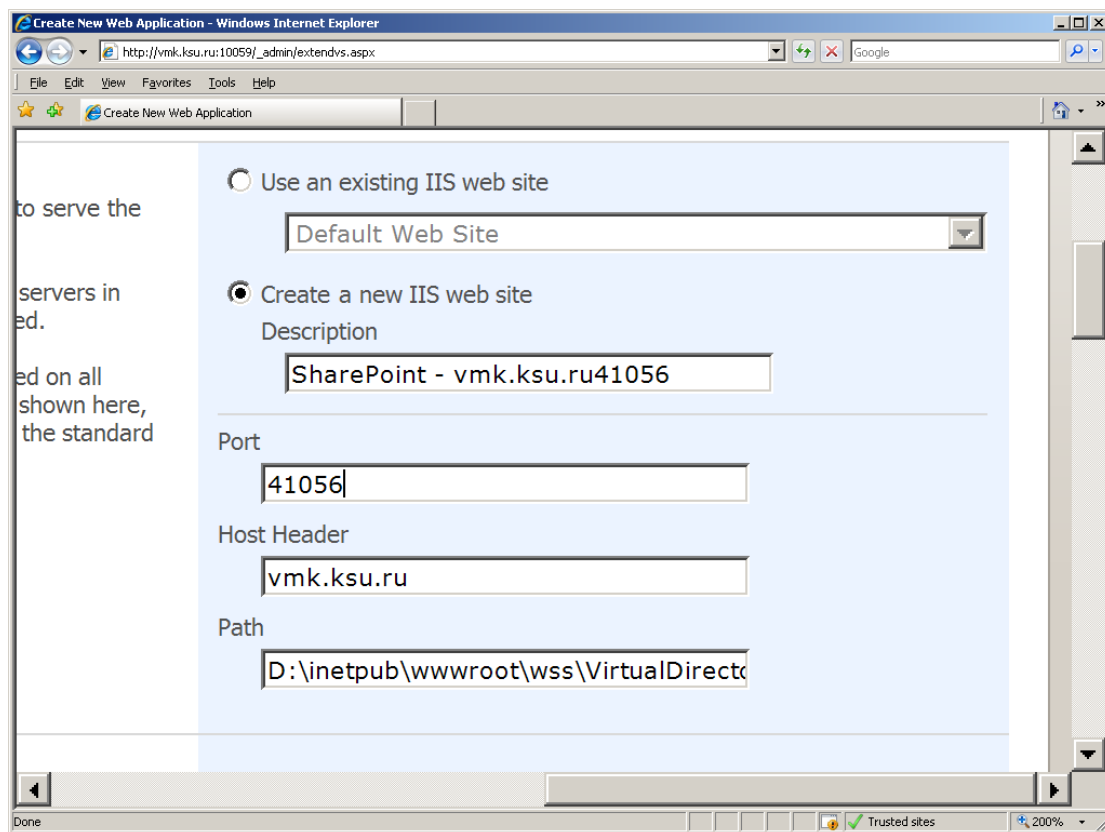 Create New Web Application - Windows Internet Explorer
http://vmk.ksu.ru:10059/_admin/extendvs.aspx
Google
File Edit View Favorites Tools Help
Create New Web Application
to serve the
servers in
ed.
ed on all
shown here,
the standard
Use an existing IIS web site
Default Web Site
Create a new IIS web site
Description
SharePoint - vmk.ksu.ru41056
Port
41056
Host Header
vmk.ksu.ru
Path
D:\inetpub\wwwroot\wss\VirtualDirecto
Done
Trusted sites
200%